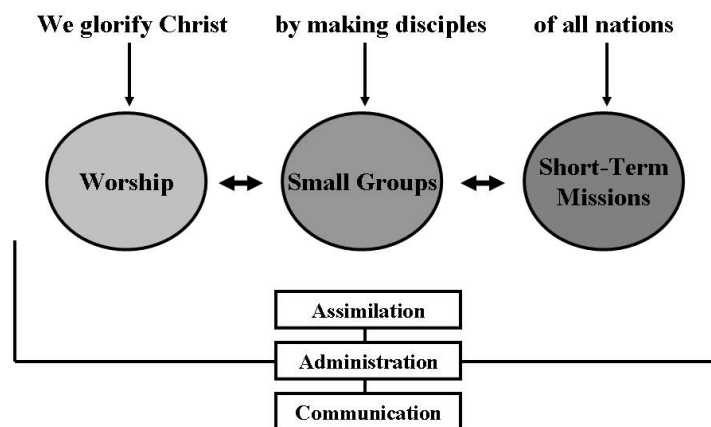 We glorify Christ by making disciples of all nations
Worship
Small Groups
Short-Term
Missions
Assimilation
Administration
Communication